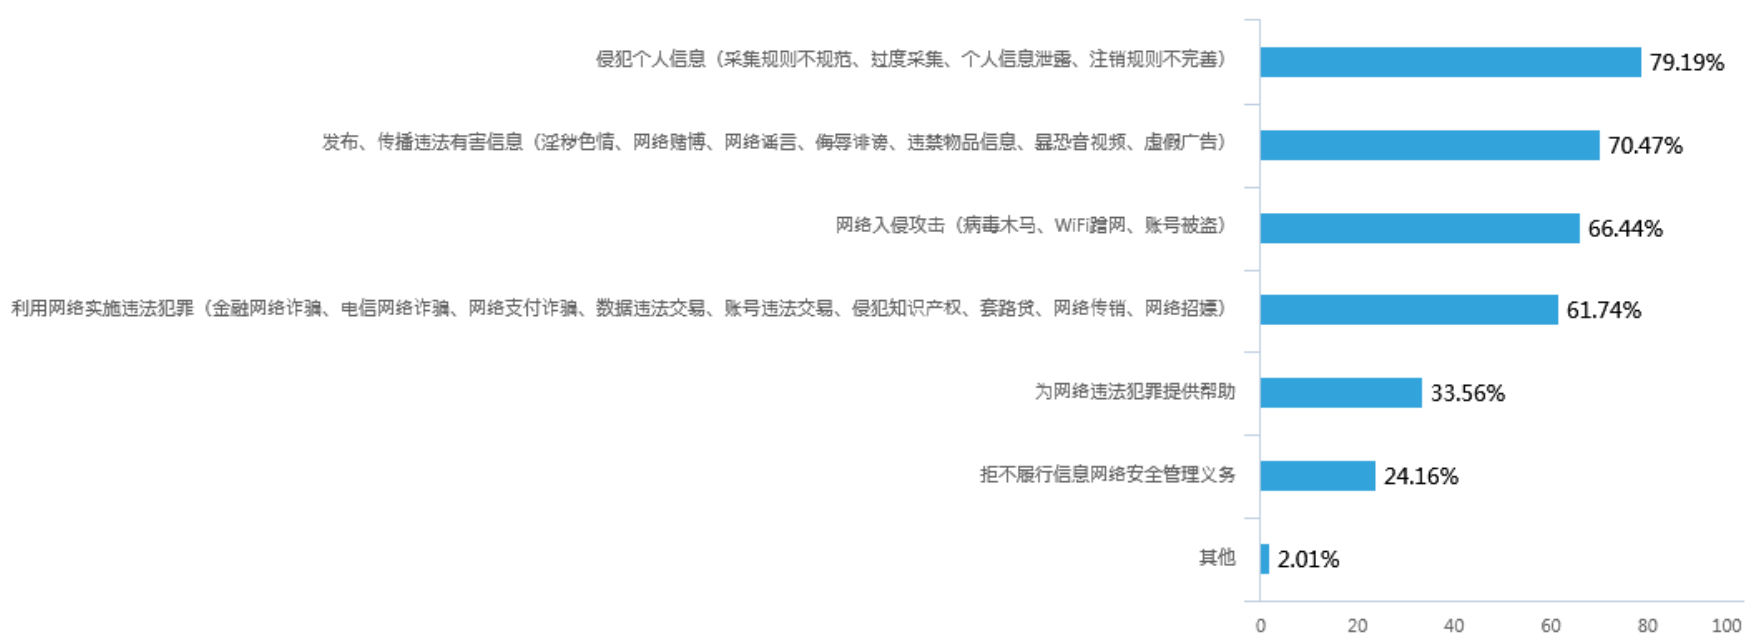 侵犯个人信息（采集规则不规范、过度采集、个人信息泄露、注销规则不完善） 79.19%
发布、传播违法有害信息（淫秽色情、网络赌博、网络谣言、侮辱诽谤、违禁物品信息、暴恐音视频、虚假广告） 70.47%
网络入侵攻击（病毒木马、WiFi蹭网、账号被盗） 66.44%
利用网络实施违法犯罪（金融网络诈骗、电信网络诈骗、网络支付诈骗、数据违法交易、账号违法交易、侵犯知识产权、套路贷、网络传销、网络招嫖） 61.74%
为网络违法犯罪提供帮助 33.56%
拒不履行信息网络安全管理义务 24.16%
其他 2.01%
0 20 40 60 80 100